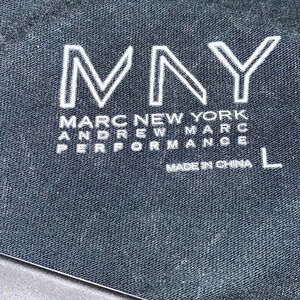 MNY
MARC NEW YORK
ANDREW MARC
PERFORMANCE
MADE IN CHINA L